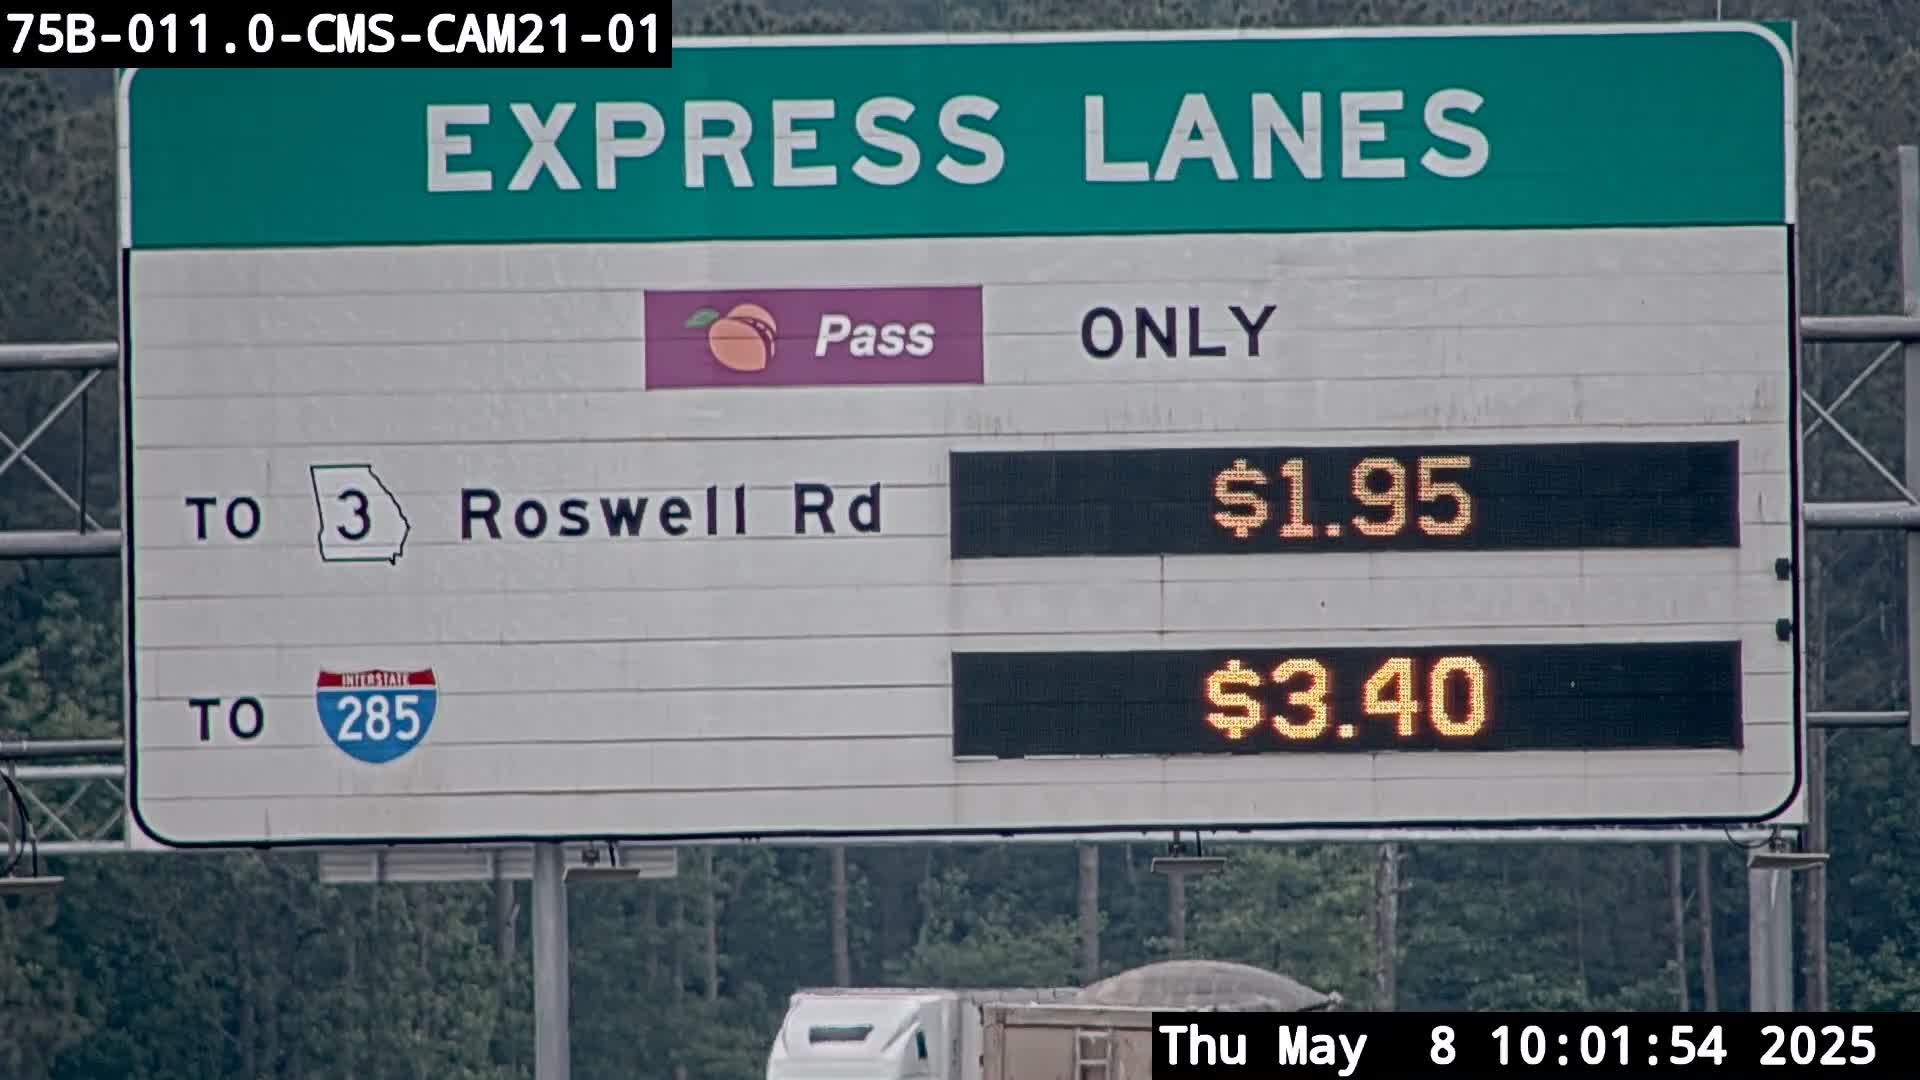 75B-011.0-CMS-CAM21-01
EXPRESS LANES
Pass ONLY
TO 3 Roswell Rd $1.95
TO INTERSTATE 285 $3.40
Thu May 8 10:01:54 2025